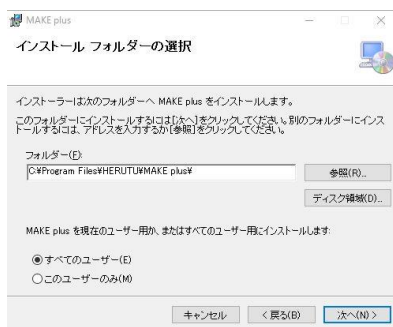 MAKE plus
インストール フォルダーの選択
インストーラーは次のフォルダーへ MAKE plus をインストールします。
このフォルダーにインストールするには[次へ]をクリックしてください。別のフォルダーにインス
トールするには、アドレスを入力するか[参照]をクリックしてください。
フォルダー(F):
C:¥Program Files¥HERUTU¥MAKE plus¥
参照(R)...
ディスク領域(D)...
MAKE plus を現在のユーザー用か、またはすべてのユーザー用にインストールします:
すべてのユーザー(E)
このユーザーのみ(M)
キャンセル
< 戻る(B)
次へ(N) >